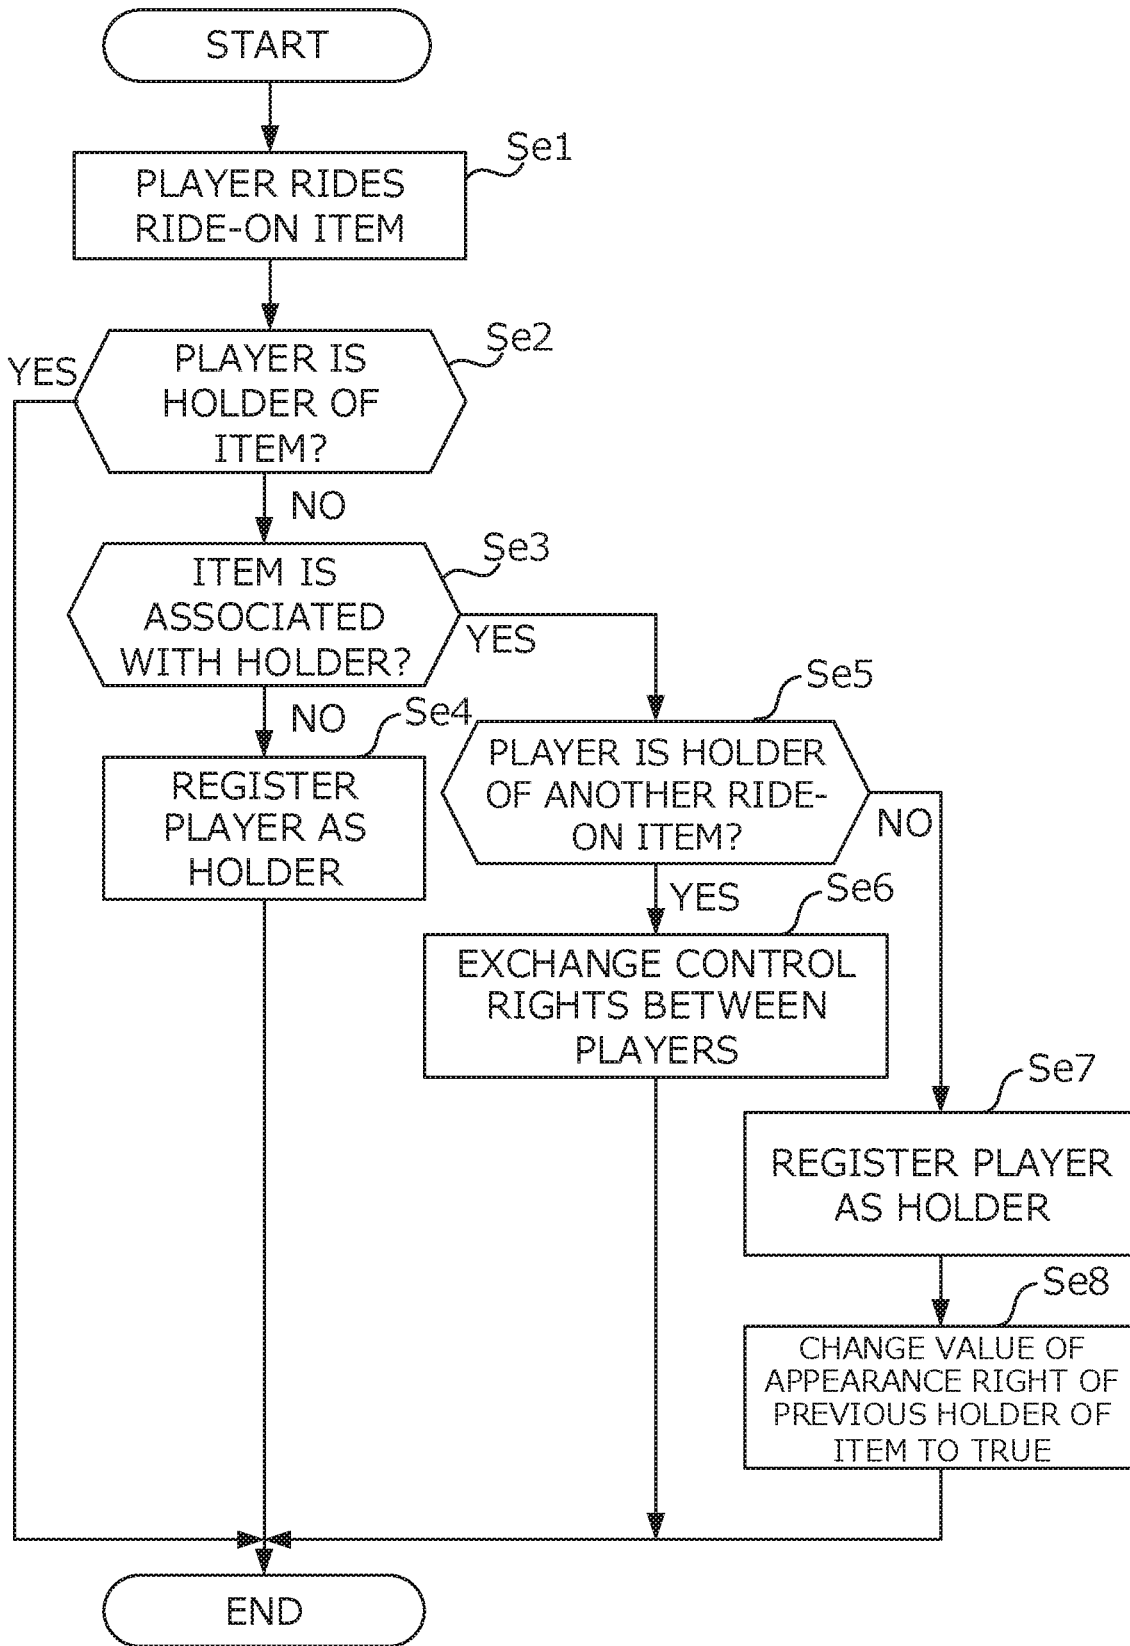 START
Se1
PLAYER RIDES
RIDE-ON ITEM
Se2
YES
PLAYER IS
HOLDER OF
ITEM?
NO
Se3
ITEM IS
ASSOCIATED
WITH HOLDER?
YES
NO
Se4
REGISTER
PLAYER AS
HOLDER
Se5
PLAYER IS HOLDER
OF ANOTHER RIDE-
ON ITEM?
NO
YES
Se6
EXCHANGE CONTROL
RIGHTS BETWEEN
PLAYERS
Se7
REGISTER PLAYER
AS HOLDER
Se8
CHANGE VALUE OF
APPEARANCE RIGHT OF
PREVIOUS HOLDER OF
ITEM TO TRUE
END